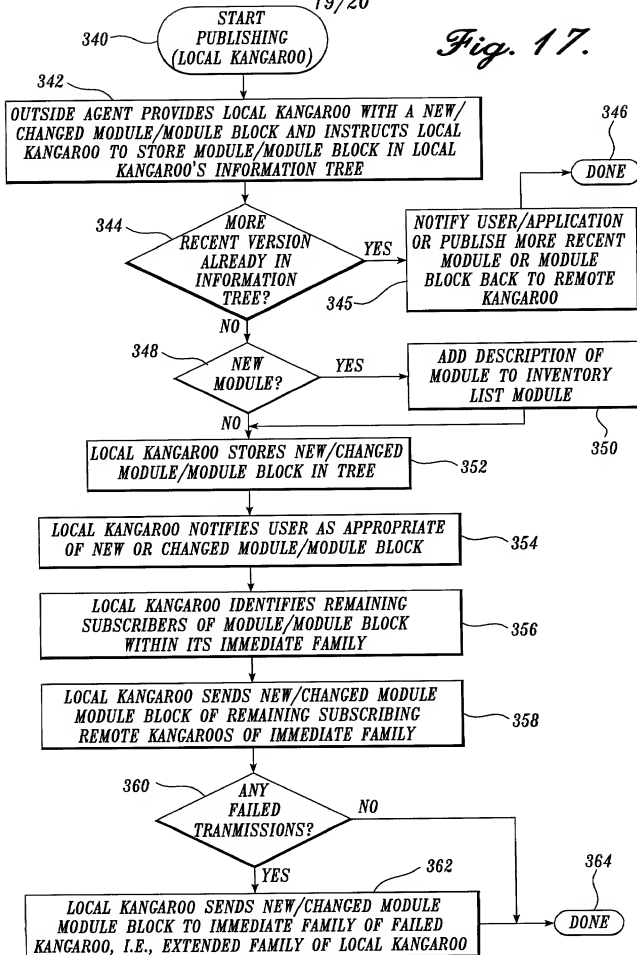 19/20
Fig. 17.
340
START
PUBLISHING
(LOCAL KANGAROO)
342
OUTSIDE AGENT PROVIDES LOCAL KANGAROO WITH A NEW/
CHANGED MODULE/MODULE BLOCK AND INSTRUCTS LOCAL
KANGAROO TO STORE MODULE/MODULE BLOCK IN LOCAL
KANGAROO'S INFORMATION TREE
346
DONE
344
MORE
RECENT VERSION
ALREADY IN
INFORMATION
TREE?
YES
NO
NOTIFY USER/APPLICATION
OR PUBLISH MORE RECENT
MODULE OR MODULE
BLOCK BACK TO REMOTE
KANGAROO
345
348
NEW
MODULE?
YES
NO
ADD DESCRIPTION OF
MODULE TO INVENTORY
LIST MODULE
350
LOCAL KANGAROO STORES NEW/CHANGED
MODULE/MODULE BLOCK IN TREE
352
LOCAL KANGAROO NOTIFIES USER AS APPROPRIATE
OF NEW OR CHANGED MODULE/MODULE BLOCK
354
LOCAL KANGAROO IDENTIFIES REMAINING
SUBSCRIBERS OF MODULE/MODULE BLOCK
WITHIN ITS IMMEDIATE FAMILY
356
LOCAL KANGAROO SENDS NEW/CHANGED MODULE
MODULE BLOCK OF REMAINING SUBSCRIBING
REMOTE KANGAROOS OF IMMEDIATE FAMILY
358
360
ANY
FAILED
TRANMISSIONS?
NO
YES
362
LOCAL KANGAROO SENDS NEW/CHANGED MODULE
MODULE BLOCK TO IMMEDIATE FAMILY OF FAILED
KANGAROO, I.E., EXTENDED FAMILY OF LOCAL KANGAROO
364
DONE